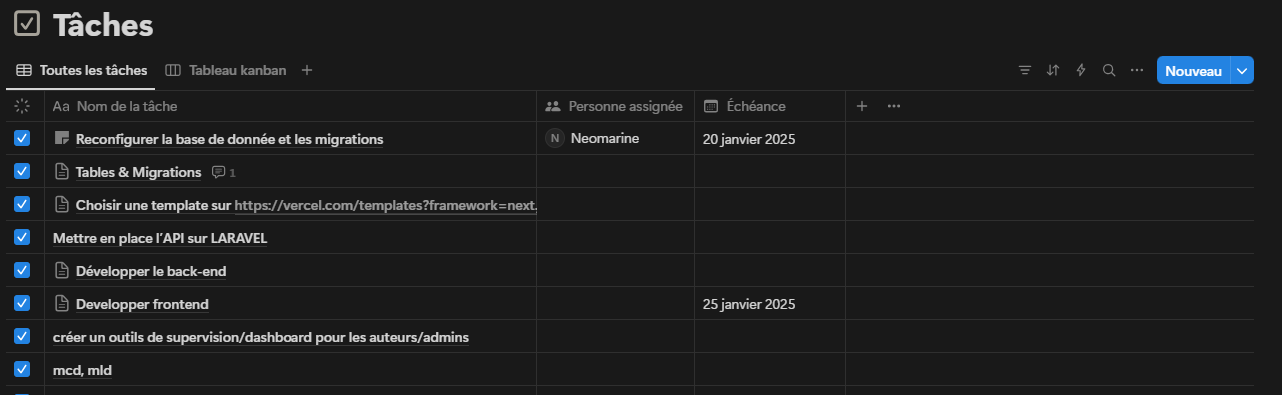 Tâches
Toutes les tâches Tableau kanban +
Nouveau
Aa Nom de la tâche Personne assignée Échéance + ...
Reconfigurer la base de donnée et les migrations N Neomarine 20 janvier 2025
Tables & Migrations 1
Choisir une template sur https://vercel.com/templates?framework=next.
Mettre en place l'API sur LARAVEL
Développer le back-end
Developper frontend 25 janvier 2025
créer un outils de supervision/dashboard pour les auteurs/admins
mcd, mld